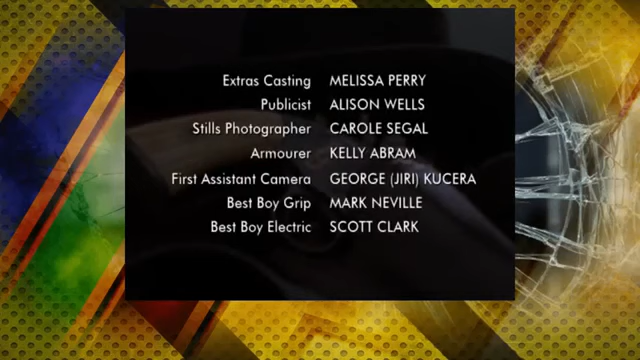 Extras Casting MELISSA PERRY
Publicist ALISON WELLS
Stills Photographer CAROLE SEGAL
Armourer KELLY ABRAM
First Assistant Camera GEORGE (JIRI) KUCERA
Best Boy Grip MARK NEVILLE
Best Boy Electric SCOTT CLARK